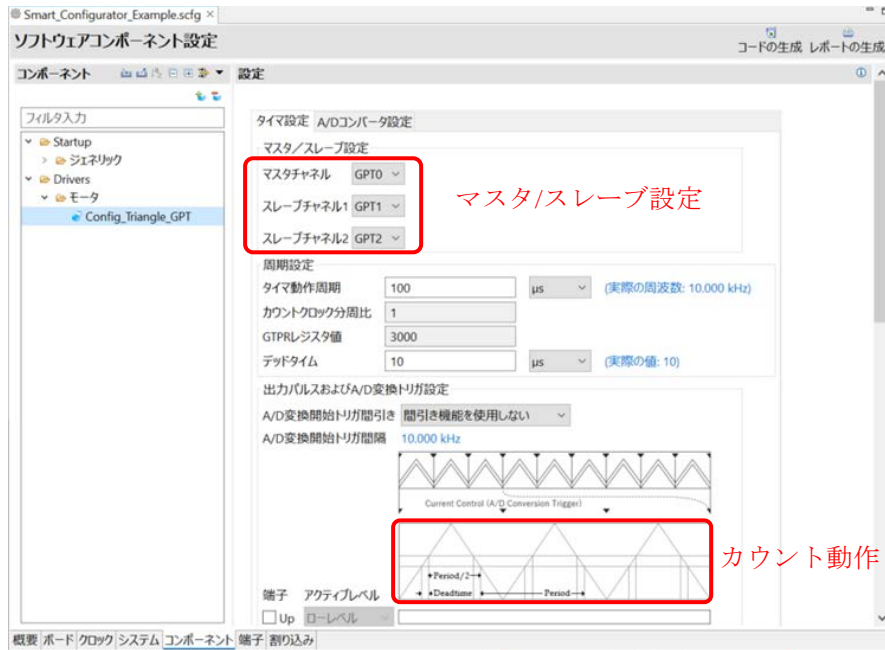 Smart_Configurator_Example.scfg ×
ソフトウェアコンポーネント設定
コードの生成 レポートの生成
コンポーネント
設定
フィルタ入力
Startup
ジェネリック
Drivers
モータ
Config_Triangle_GPT
タイマ設定 A/Dコンバータ設定
マスタ/スレーブ設定
マスタチャネル GPT0
スレーブチャネル1 GPT1
スレーブチャネル2 GPT2
マスタ/スレーブ設定
周期設定
タイマ動作周期 100 μs (実際の周波数: 10.000 kHz)
カウントクロック分周比 1
GTPRレジスタ値 3000
デッドタイム 10 μs (実際の値: 10)
出力パルスおよびA/D変換トリガ設定
A/D変換開始トリガ間引き 間引き機能を使用しない
A/D変換開始トリガ間隔 10.000 kHz
Current Control (A/D Conversion Trigger)
カウント動作
Period/2
Deadtime Period
端子 アクティブレベル
Up ローレベル
概要 ボード クロック システム コンポーネント 端子 割り込み